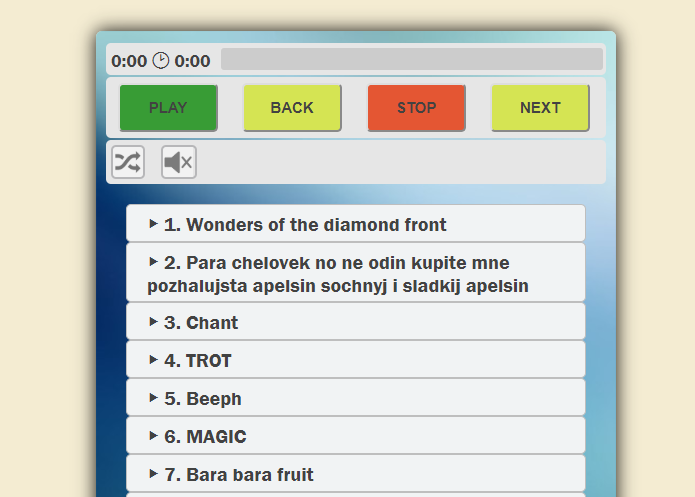 0:00 0:00
PLAY BACK STOP NEXT
1. Wonders of the diamond front
2. Para chelovek no ne odin kupite mne
pozhalujsta apelsin sochnyj i sladkij apelsin
3. Chant
4. TROT
5. Beeph
6. MAGIC
7. Bara bara fruit